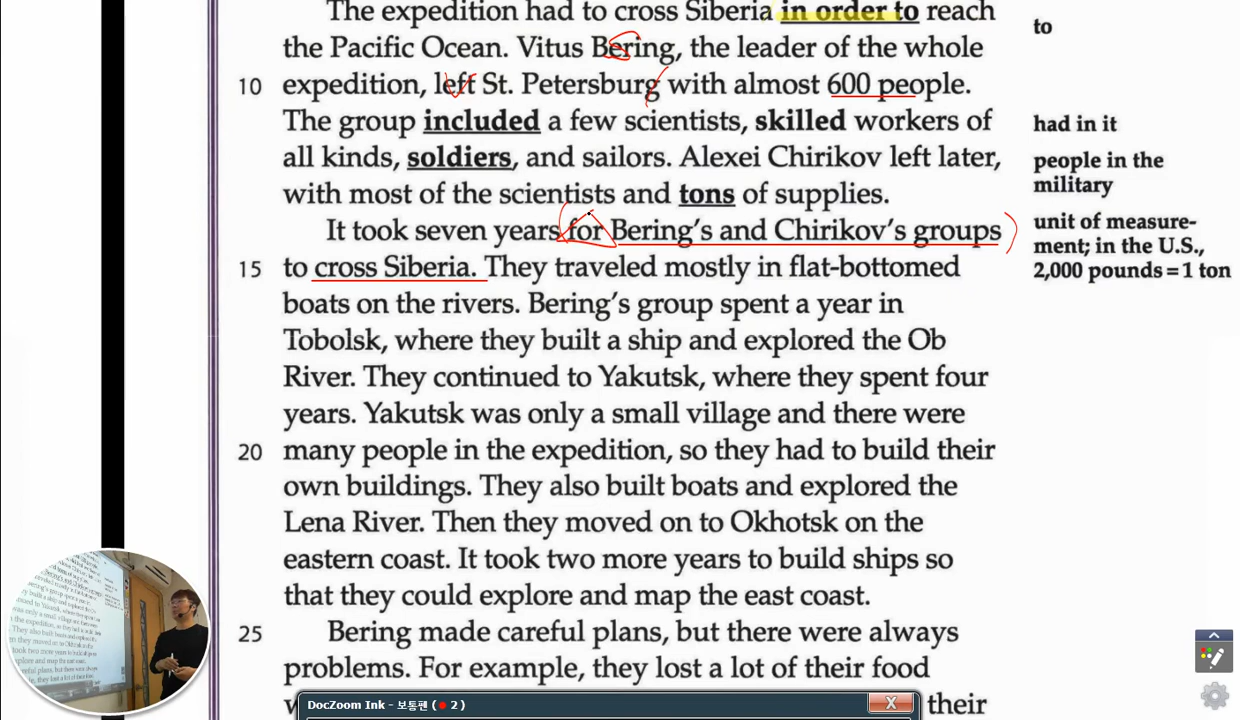 The expedition had to cross Siberia in order to reach
to
the Pacific Ocean. Vitus Bering, the leader of the whole
10 expedition, left St. Petersburg with almost 600 people.
The group included a few scientists, skilled workers of
had in it
all kinds, soldiers, and sailors. Alexei Chirikov left later,
people in the
military
with most of the scientists and tons of supplies.
unit of measure-
ment; in the U.S.,
2,000 pounds = 1 ton
It took seven years for Bering's and Chirikov's groups
15 to cross Siberia. They traveled mostly in flat-bottomed
boats on the rivers. Bering's group spent a year in
Tobolsk, where they built a ship and explored the Ob
River. They continued to Yakutsk, where they spent four
years. Yakutsk was only a small village and there were
20 many people in the expedition, so they had to build their
own buildings. They also built boats and explored the
Lena River. Then they moved on to Okhotsk on the
eastern coast. It took two more years to build ships so
that they could explore and map the east coast.
25 Bering made careful plans, but there were always
problems. For example, they lost a lot of their food
their
DocZoom Ink - 보통펜 ( 2 )